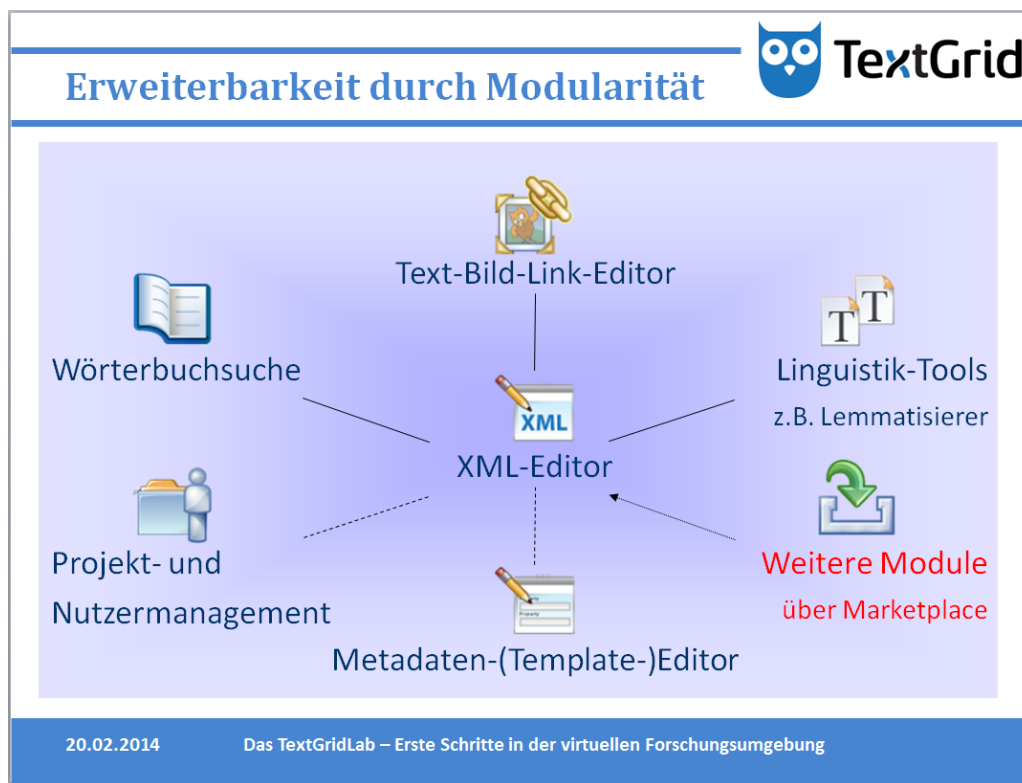 TextGrid
Erweiterbarkeit durch Modularität
Text-Bild-Link-Editor
Wörterbuchsuche
T T
Linguistik-Tools
z.B. Lemmatisierer
XML
XML-Editor
Projekt- und
Nutzermanagement
Weitere Module
über Marketplace
Property
Metadaten-(Template-)Editor
20.02.2014 Das TextGridLab – Erste Schritte in der virtuellen Forschungsumgebung